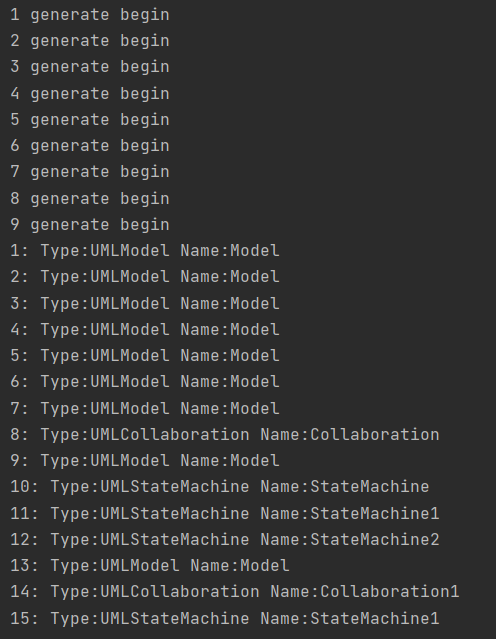 1 generate begin
2 generate begin
3 generate begin
4 generate begin
5 generate begin
6 generate begin
7 generate begin
8 generate begin
9 generate begin
1: Type:UMLModel Name:Model
2: Type:UMLModel Name:Model
3: Type:UMLModel Name:Model
4: Type:UMLModel Name:Model
5: Type:UMLModel Name:Model
6: Type:UMLModel Name:Model
7: Type:UMLModel Name:Model
8: Type:UMLCollaboration Name:Collaboration
9: Type:UMLModel Name:Model
10: Type:UMLStateMachine Name:StateMachine
11: Type:UMLStateMachine Name:StateMachine1
12: Type:UMLStateMachine Name:StateMachine2
13: Type:UMLModel Name:Model
14: Type:UMLCollaboration Name:Collaboration1
15: Type:UMLStateMachine Name:StateMachine1